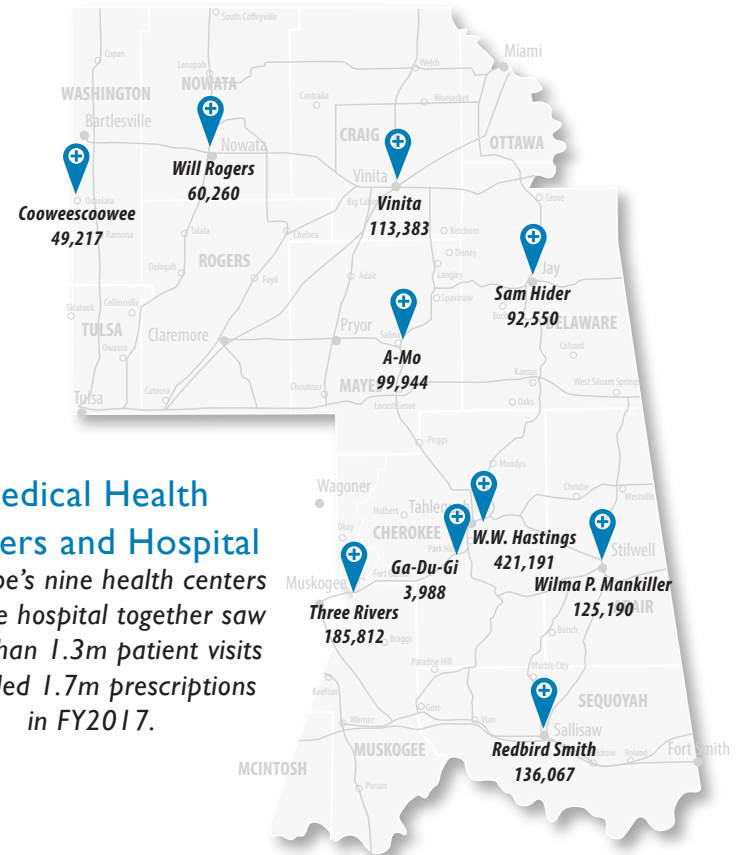 South Coffeyville
Copan
Lenapah
Miami
Welch
NOWATA
WASHINGTON
Centralia
Bluejacket
Bartlesville
CRAIG
OTTAWA
Nowata
Will Rogers
60,260
Vinita
Vinita
113,383
Ochelata
Cooweescoowee
49,217
Ramona
Talala
Chelsea
Big Cabin
Ketchum
Grove
Disney
Langley
ROGERS
Oologah
Foyil
Adair
Jay
Sam Hider
92,550
Spavinaw
DELAWARE
Skiatook
Collinsville
TULSA
Owasso
Claremore
Pryor
A-Mo
99,944
Colcord
MAYES
Kansas
West Siloam Springs
Tulsa
Catoosa
Chouteau
Locust Grove
Oaks
Peggs
Moodys
edical Health
ers and Hospital
be’s nine health centers
e hospital together saw
han 1.3m patient visits
led 1.7m prescriptions
in FY2017.
Wagoner
Christie
Westville
Hulbert
Okay
CHEROKEE
W.W. Hastings
421,191
Stilwell
Park Hill
Ga-Du-Gi
3,988
Wilma P. Mankiller
125,190
Muskogee
Three Rivers
185,812
Braggs
Bunch
Paradise Hill
Marble City
Keefton
SEQUOYAH
Warner
Gore
Vian
Sallisaw
MUSKOGEE
Redbird Smith
136,067
Roland
Fort Smith
MCINTOSH
Porum